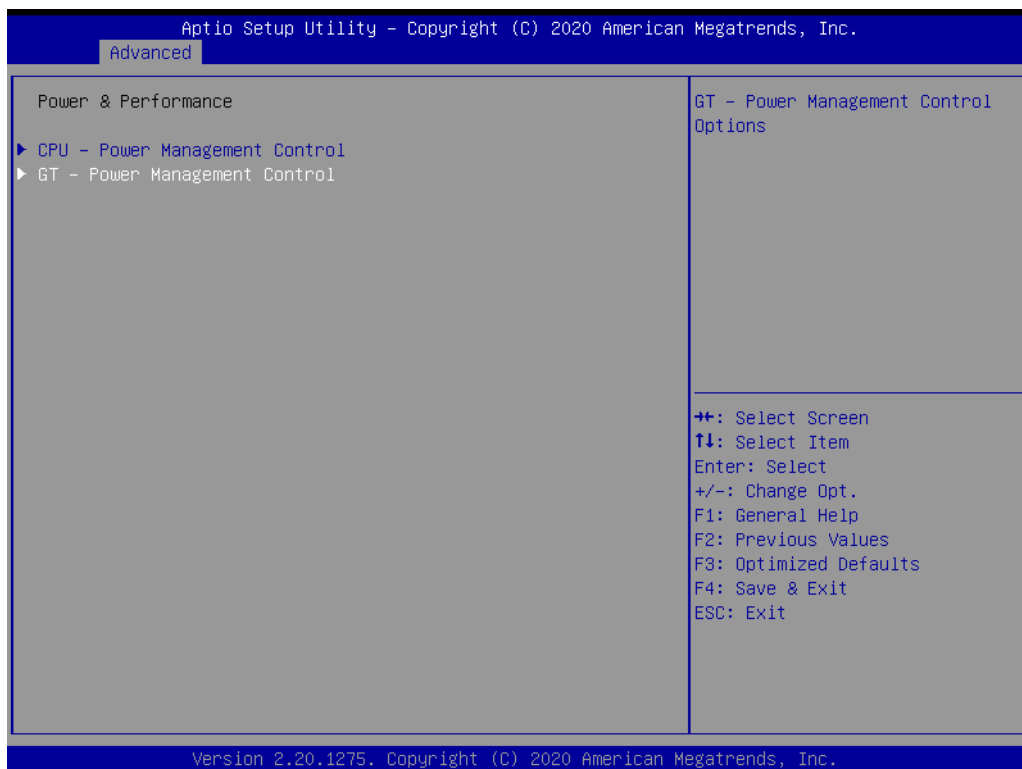 Aptio Setup Utility – Copyright (C) 2020 American Megatrends, Inc.
Advanced
Power & Performance
▶ CPU – Power Management Control
▶ GT – Power Management Control
GT – Power Management Control
Options
→←: Select Screen
↑↓: Select Item
Enter: Select
+/-: Change Opt.
F1: General Help
F2: Previous Values
F3: Optimized Defaults
F4: Save & Exit
ESC: Exit
Version 2.20.1275. Copyright (C) 2020 American Megatrends, Inc.